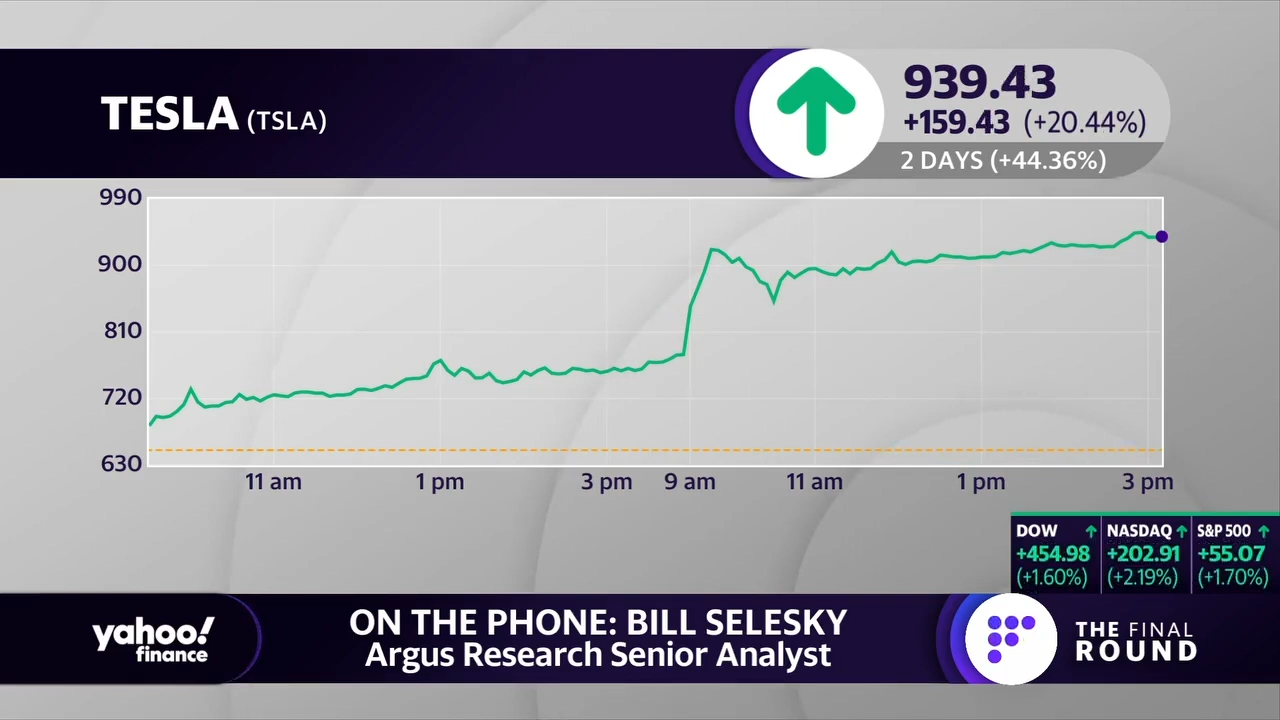 TESLA (TSLA)
939.43
+159.43 (+20.44%)
2 DAYS (+44.36%)
990
900
810
720
630
11 am 1 pm 3 pm 9 am 11 am 1 pm 3 pm
DOW NASDAQ S&P 500
+454.98 +202.91 +55.07
(+1.60%) (+2.19%) (+1.70%)
yahoo!
finance
ON THE PHONE: BILL SELESKY
Argus Research Senior Analyst
THE FINAL
ROUND